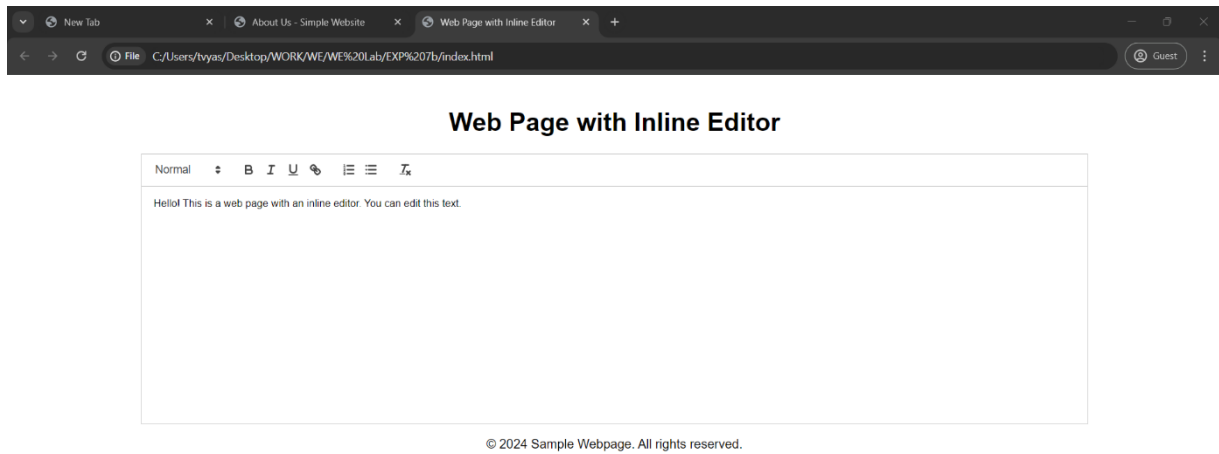 New Tab About Us - Simple Website Web Page with Inline Editor
File C:/Users/tvyas/Desktop/WORK/WE/WE%20Lab/EXP%207b/index.html Guest
Web Page with Inline Editor
Normal B I U
Hello! This is a web page with an inline editor. You can edit this text.
© 2024 Sample Webpage. All rights reserved.